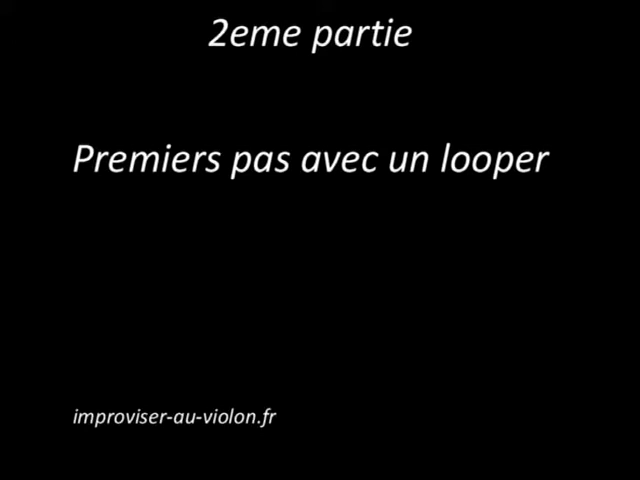 2eme partie
Premiers pas avec un looper
improviser-au-violon.fr